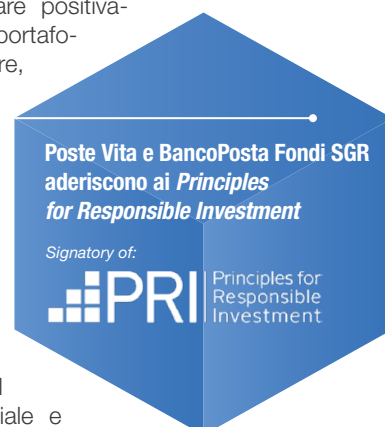 are positiva-
portafo-
re,
Poste Vita e BancoPosta Fondi SGR
aderiscono ai Principles
for Responsible Investment
Signatory of:
PRI Principles for
Responsible
Investment
iale e